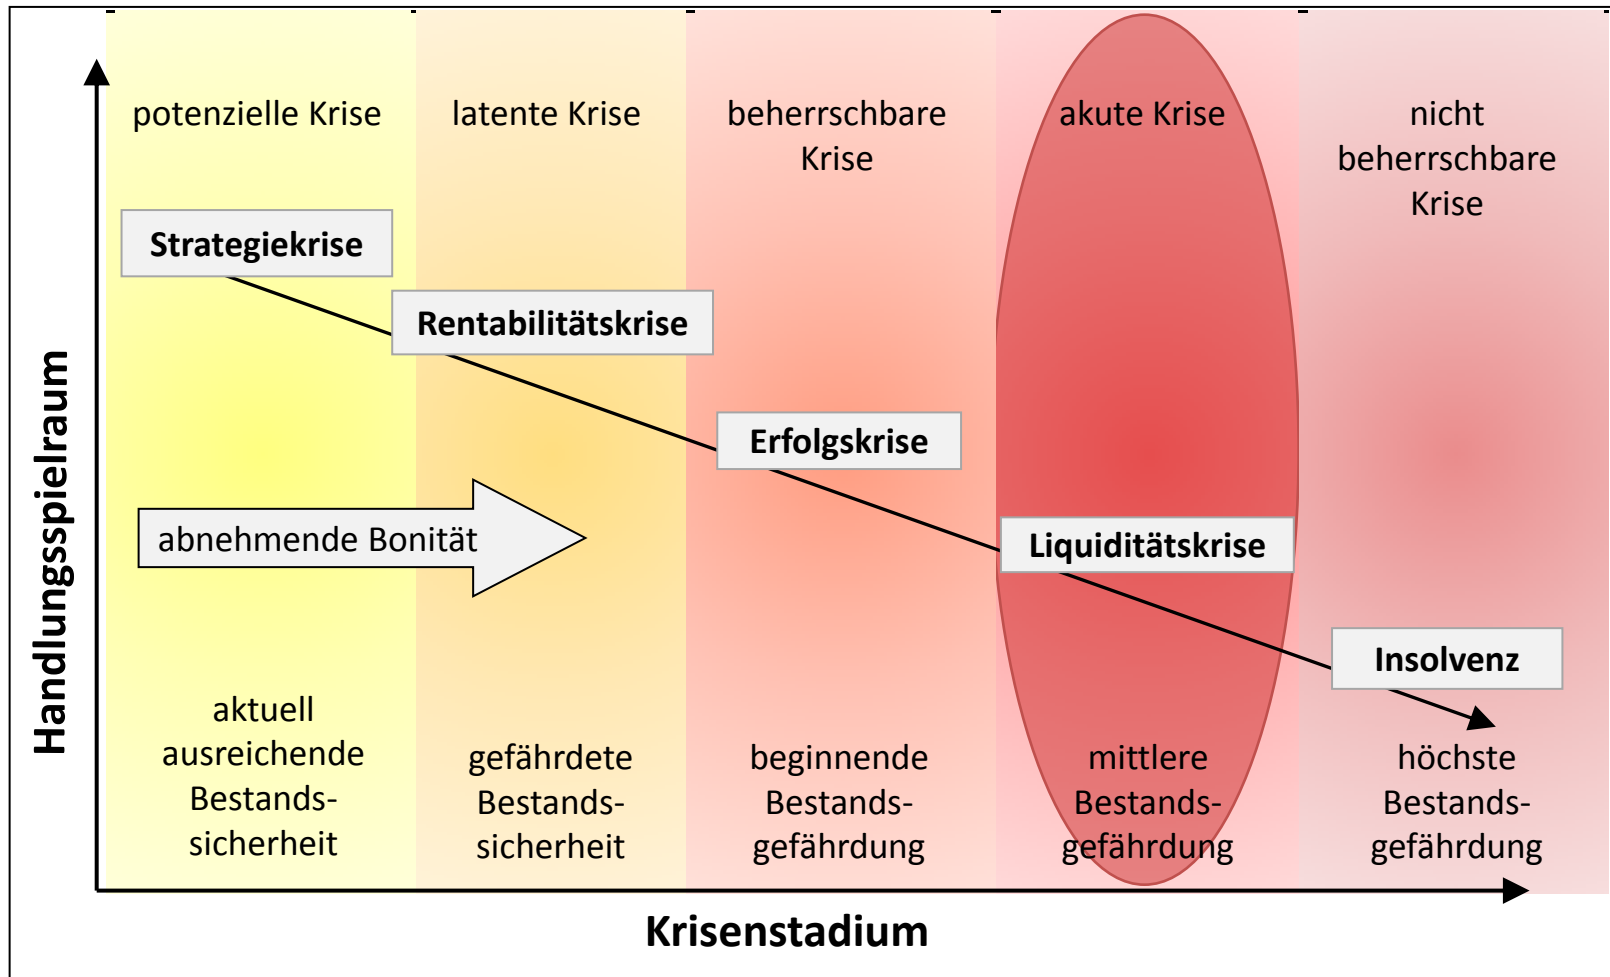 potenzielle Krise
latente Krise
beherrschbare
Krise
akute Krise
nicht
beherrschbare
Krise
Strategiekrise
Rentabilitätskrise
Erfolgskrise
Liquiditätskrise
Insolvenz
abnehmende Bonität
aktuell
ausreichende
Bestands-
sicherheit
gefährdete
Bestands-
sicherheit
beginnende
Bestands-
gefährdung
mittlere
Bestands-
gefährdung
höchste
Bestands-
gefährdung
Handlungsspielraum
Krisenstadium